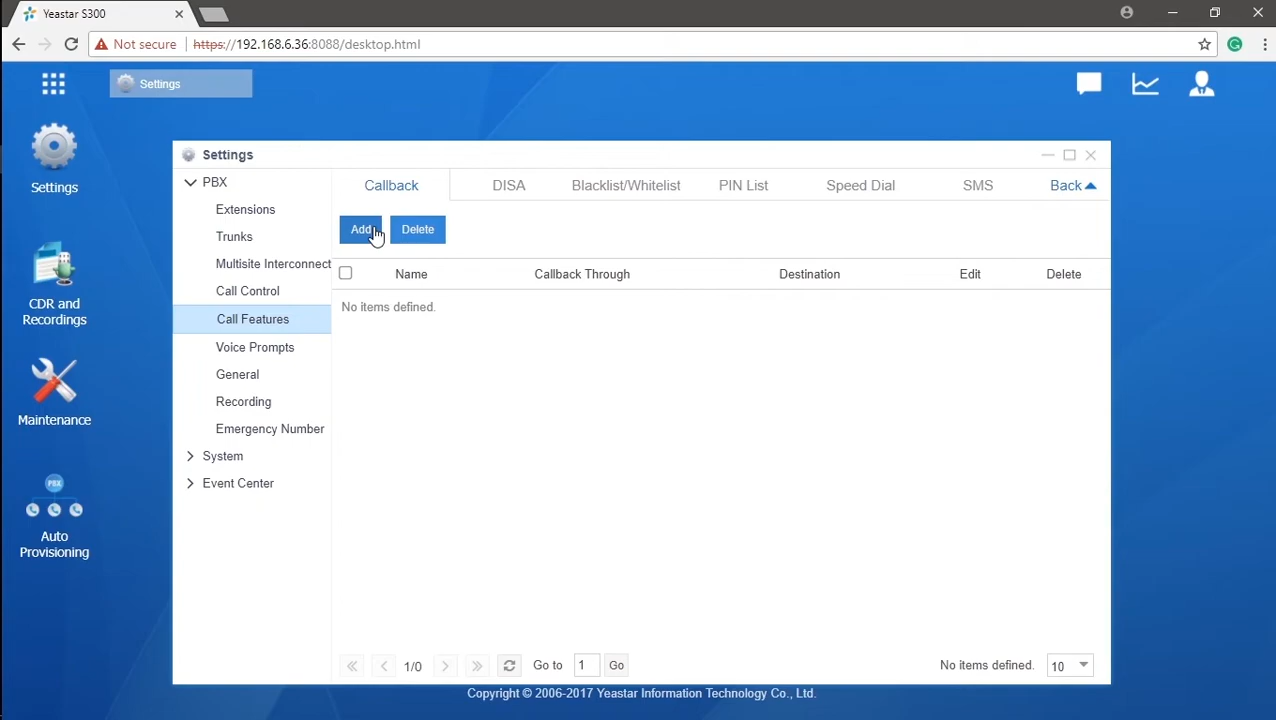 Yeastar S300
Not secure https://192.168.6.36:8088/desktop.html
Settings
Settings
CDR and
Recordings
Maintenance
PBX
Auto
Provisioning
Settings
PBX
Extensions
Trunks
Multisite Interconnect
Call Control
Call Features
Voice Prompts
General
Recording
Emergency Number
System
Event Center
Callback DISA Blacklist/Whitelist PIN List Speed Dial SMS Back
Add Delete
Name Callback Through Destination Edit Delete
No items defined.
1/0 Go to 1 Go No items defined. 10
Copyright © 2006-2017 Yeastar Information Technology Co., Ltd.